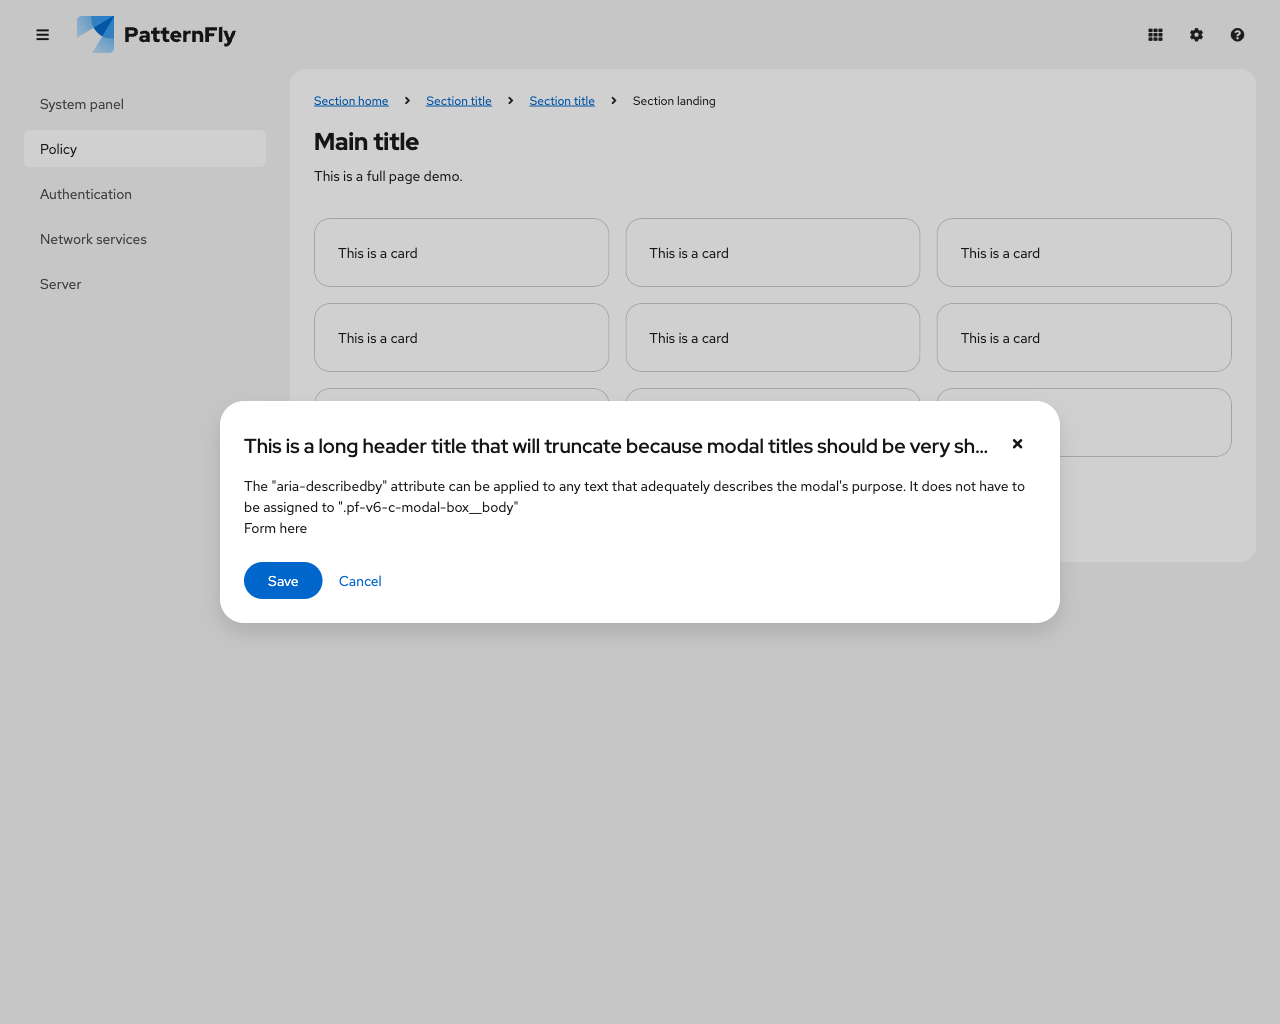 PatternFly
System panel
Policy
Authentication
Network services
Server
Section home
Section title
Section title
Section landing
Main title
This is a full page demo.
This is a card
This is a card
This is a card
This is a card
This is a card
This is a card
This is a long header title that will truncate because modal titles should be very sh...
The "aria-describedby" attribute can be applied to any text that adequately describes the modal's purpose. It does not have to
be assigned to ".pf-v6-c-modal-box__body"
Form here
Save
Cancel